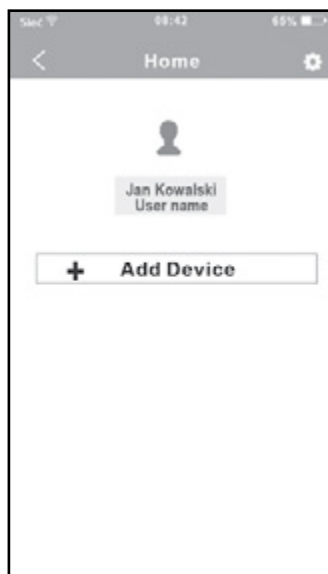 Sieć 08:42 65%
Home
Jan Kowalski
User name
+ Add Device